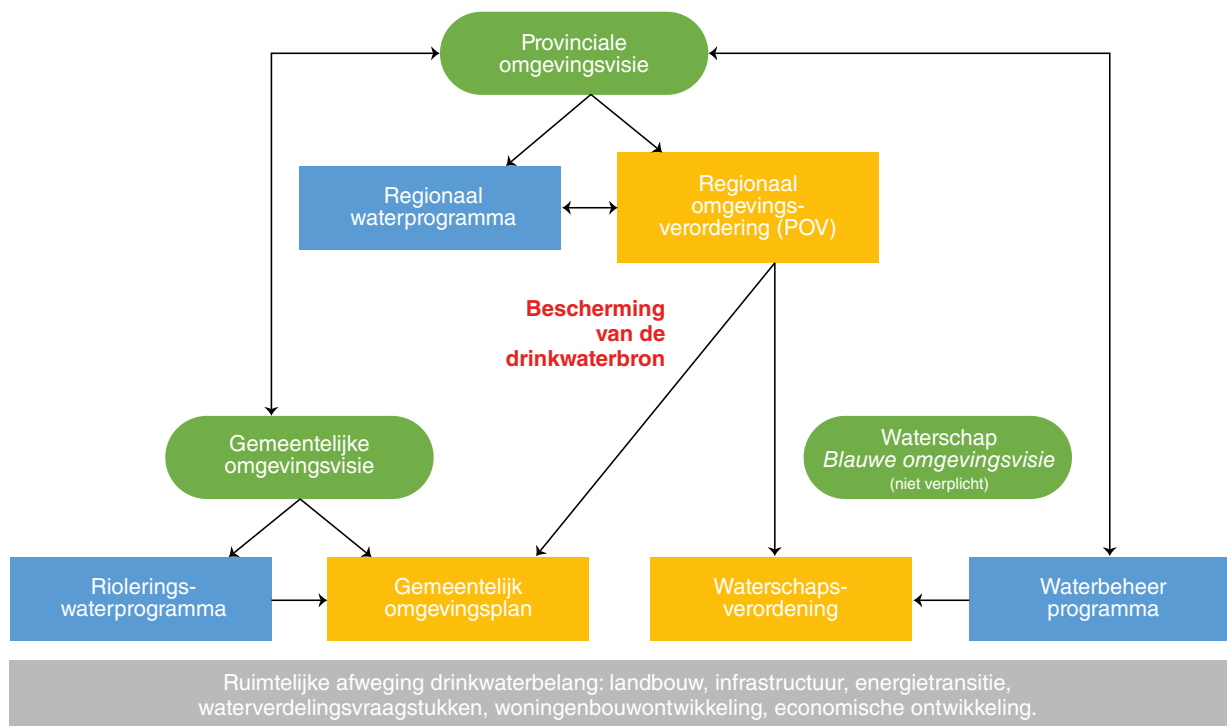 Provinciale
omgevingsvisie
Regionaal
waterprogramma
Regionaal
omgevings-
verordering (POV)
Bescherming
van de
drinkwaterbron
Gemeentelijke
omgevingsvisie
Waterschap
Blauwe omgevingsvisie
(niet verplicht)
Riolerings-
waterprogramma
Gemeentelijk
omgevingsplan
Waterschaps-
verordening
Waterbeheer
programma
Ruimtelijke afweging drinkwaterbelang: landbouw, infrastructuur, energietransitie,
waterverdelingsvraagstukken, woningenbouwontwikkeling, economische ontwikkeling.